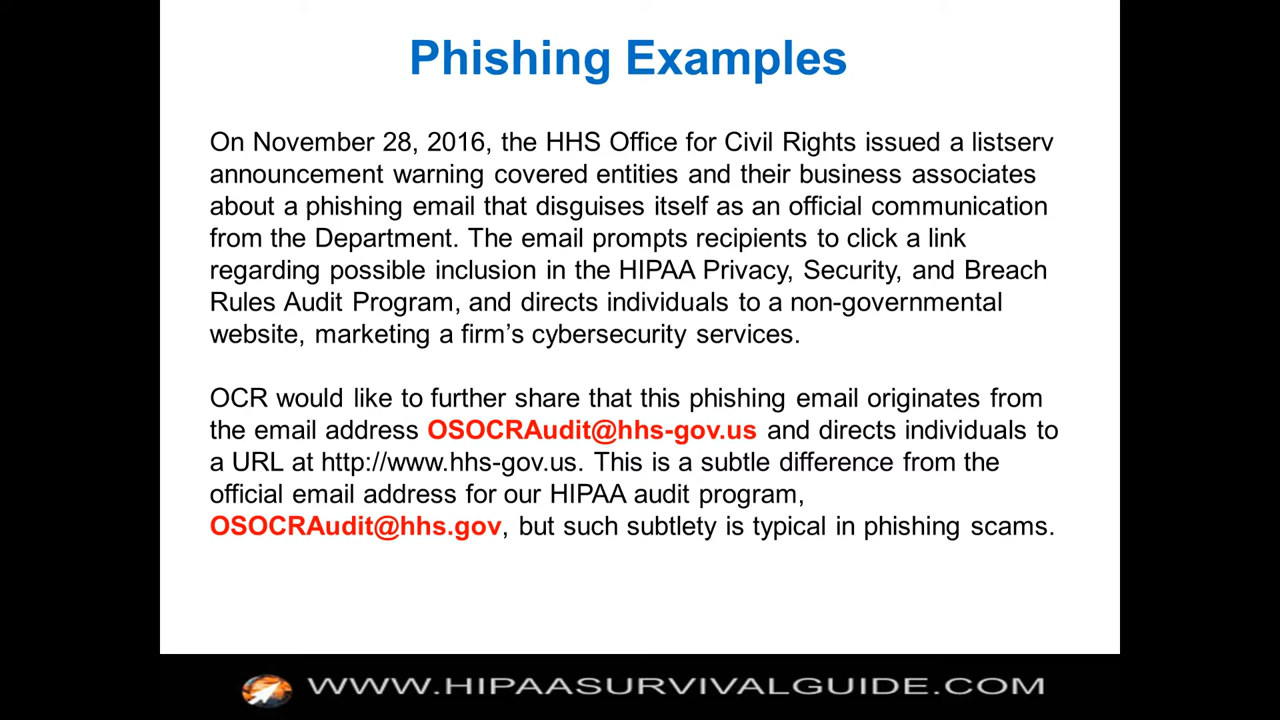 Phishing Examples
On November 28, 2016, the HHS Office for Civil Rights issued a listserv
announcement warning covered entities and their business associates
about a phishing email that disguises itself as an official communication
from the Department. The email prompts recipients to click a link
regarding possible inclusion in the HIPAA Privacy, Security, and Breach
Rules Audit Program, and directs individuals to a non-governmental
website, marketing a firm's cybersecurity services.
OCR would like to further share that this phishing email originates from
the email address OSOCRAudit@hhs-gov.us and directs individuals to
a URL at http://www.hhs-gov.us. This is a subtle difference from the
official email address for our HIPAA audit program,
OSOCRAudit@hhs.gov, but such subtlety is typical in phishing scams.
WWW.HIPAASURVIVALGUIDE.COM